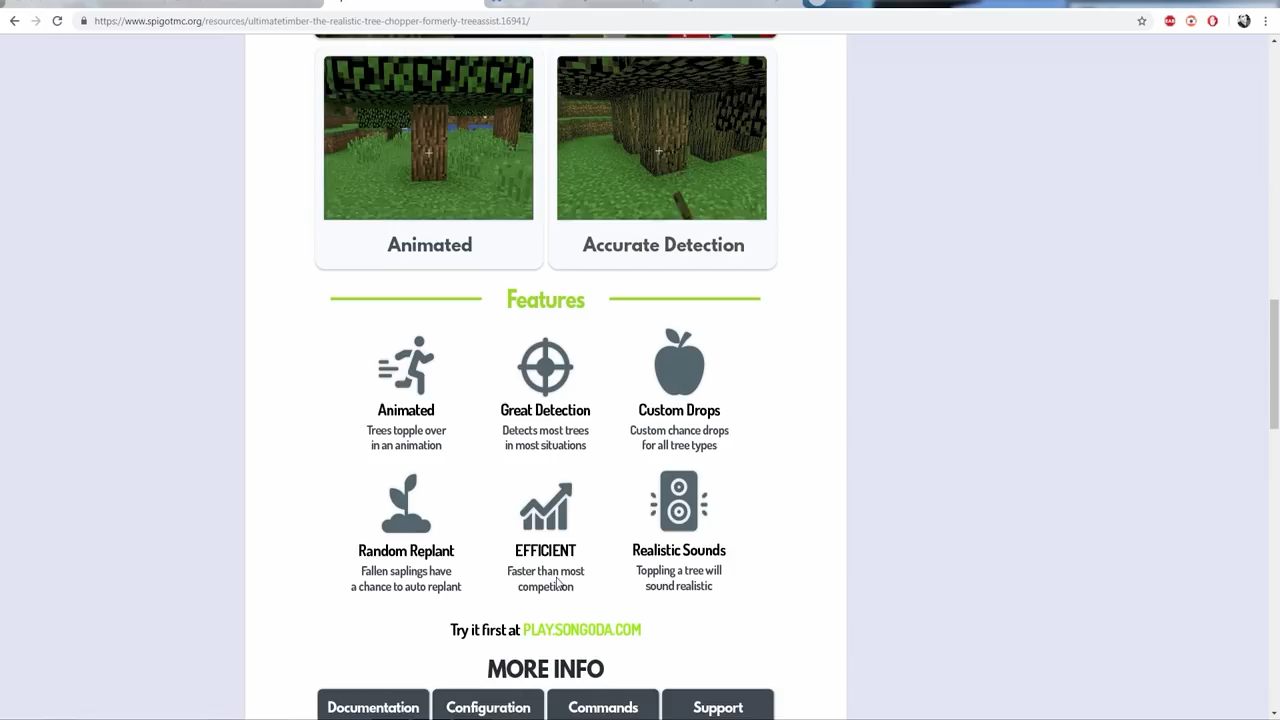 https://www.spigotmc.org/resources/ultimatetimber-the-realistic-tree-chopper-formerly-treeassist.16941/
Animated
Accurate Detection
Features
Animated
Trees topple over
in an animation
Great Detection
Detects most trees
in most situations
Custom Drops
Custom chance drops
for all tree types
Random Replant
Fallen saplings have
a chance to auto replant
EFFICIENT
Faster than most
competition
Realistic Sounds
Toppling a tree will
sound realistic
Try it first at PLAY.SONGODA.COM
MORE INFO
Documentation
Configuration
Commands
Support